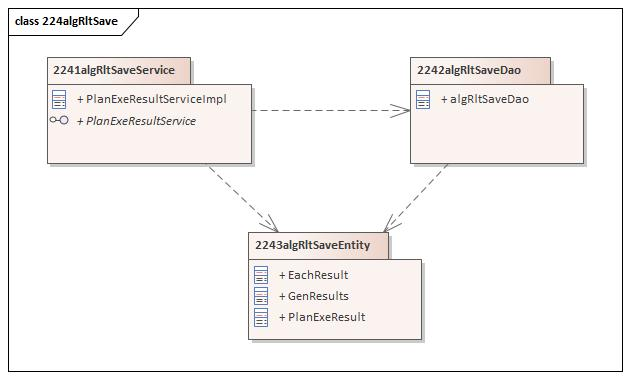 class 224algRltSave
2241algRltSaveService
+ PlanExeResultServiceImpl
+ PlanExeResultService
2242algRltSaveDao
+ algRltSaveDao
2243algRltSaveEntity
+ EachResult
+ GenResults
+ PlanExeResult